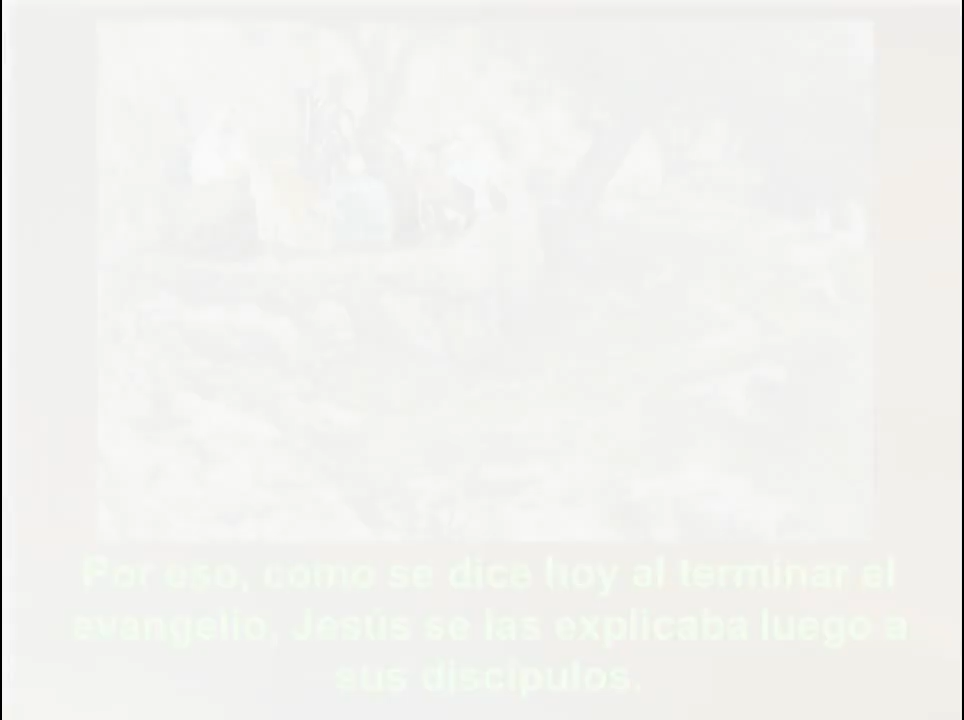 Por eso, como se dice hoy al terminar el
evangelio, Jesús se las explicaba luego a
sus discípulos.